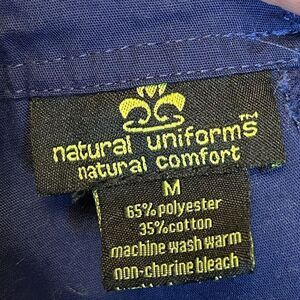 natural uniforms™
natural comfort
M
65% polyester
35%cotton
machine wash warm
non-chorine bleach